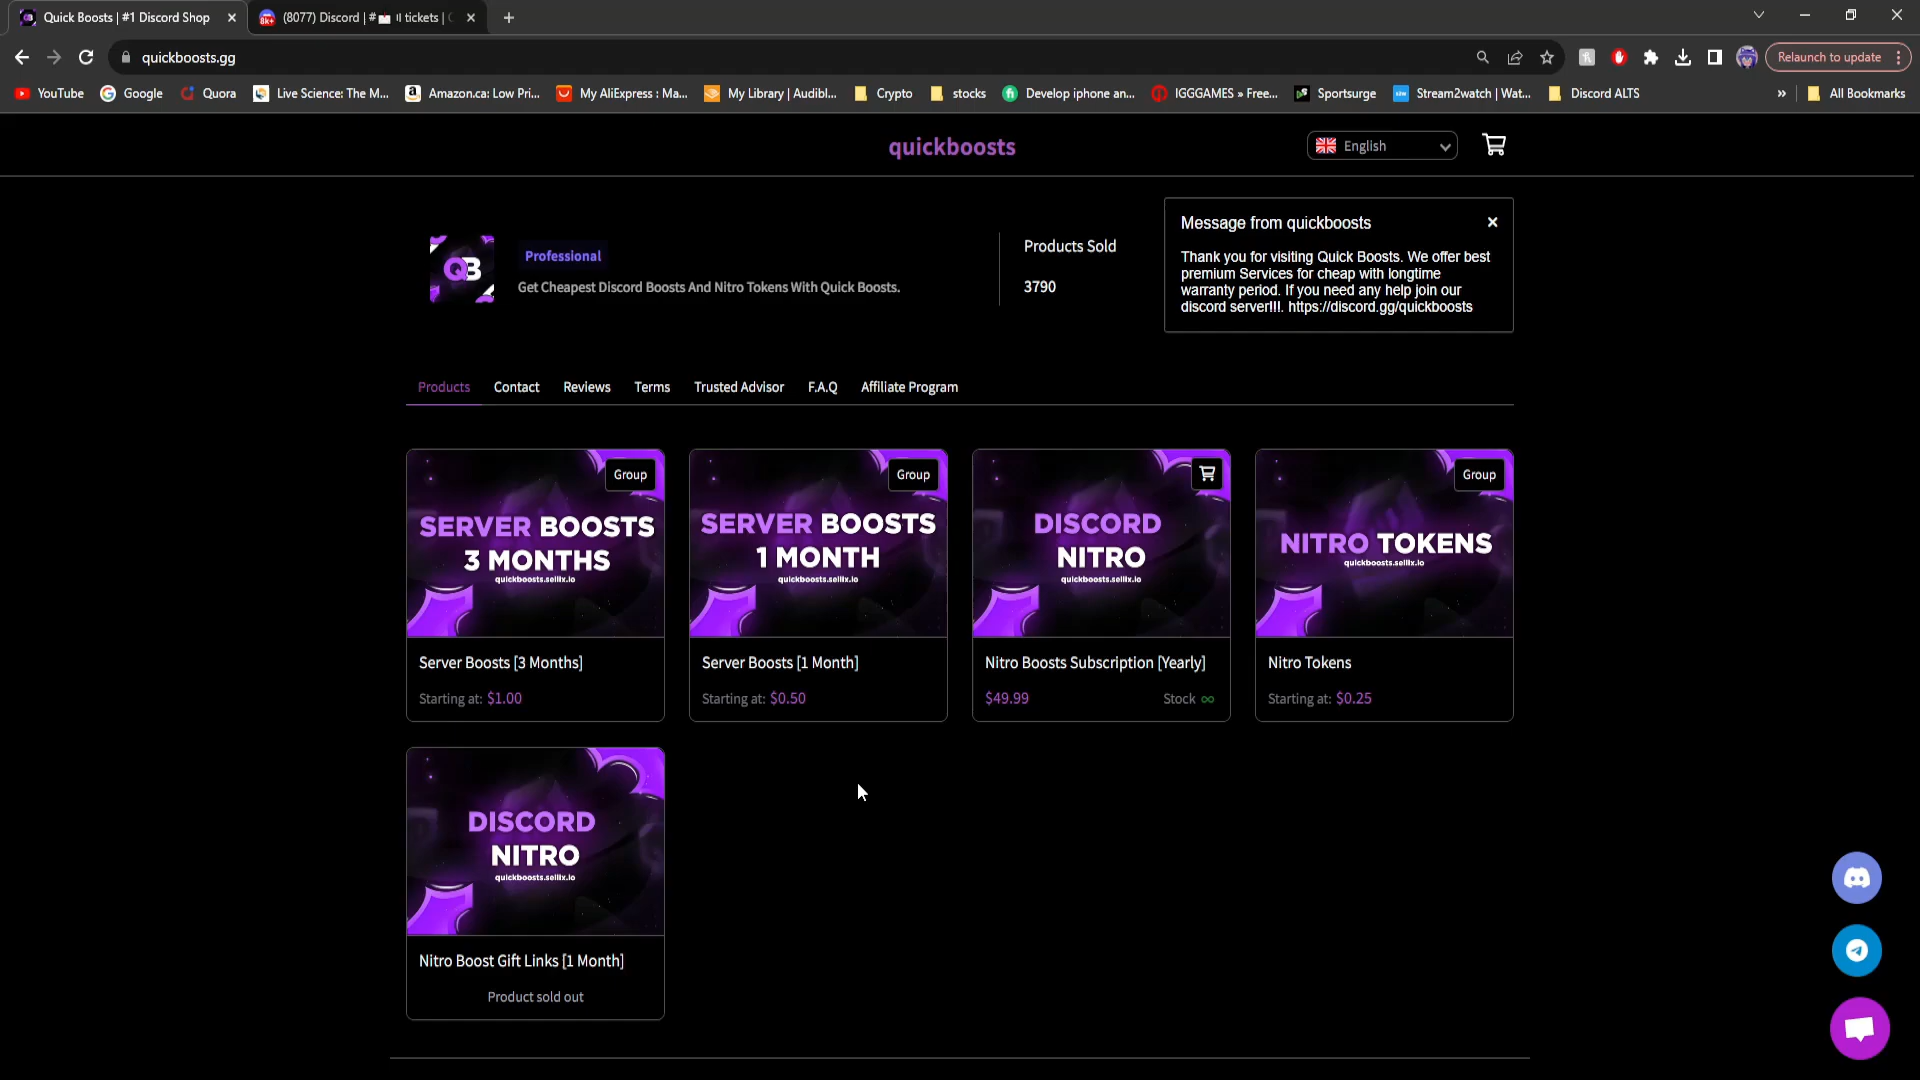 Quick Boosts | #1 Discord Shop
(8077) Discord | #📩 ⏐⏐ tickets |
quickboosts.gg
Relaunch to update
YouTube
Google
Quora
Live Science: The M...
Amazon.ca: Low Pri...
My AliExpress : Ma...
My Library | Audibl...
Crypto
stocks
Develop iphone an...
IGGGAMES » Free...
Sportsurge
Stream2watch | Wat...
Discord ALTS
»
All Bookmarks
quickboosts
English
QB
Professional
Get Cheapest Discord Boosts And Nitro Tokens With Quick Boosts.
Products Sold
3790
Message from quickboosts
Thank you for visiting Quick Boosts. We offer best
premium Services for cheap with longtime
warranty period. If you need any help join our
discord server!!!. https://discord.gg/quickboosts
Products
Contact
Reviews
Terms
Trusted Advisor
F.A.Q
Affiliate Program
Group
SERVER BOOSTS
3 MONTHS
quickboosts.sellix.io
Server Boosts [3 Months]
Starting at: $1.00
Group
SERVER BOOSTS
1 MONTH
quickboosts.sellix.io
Server Boosts [1 Month]
Starting at: $0.50
DISCORD
NITRO
quickboosts.sellix.io
Nitro Boosts Subscription [Yearly]
$49.99
Stock ∞
Group
NITRO TOKENS
quickboosts.sellix.io
Nitro Tokens
Starting at: $0.25
DISCORD
NITRO
quickboosts.sellix.io
Nitro Boost Gift Links [1 Month]
Product sold out